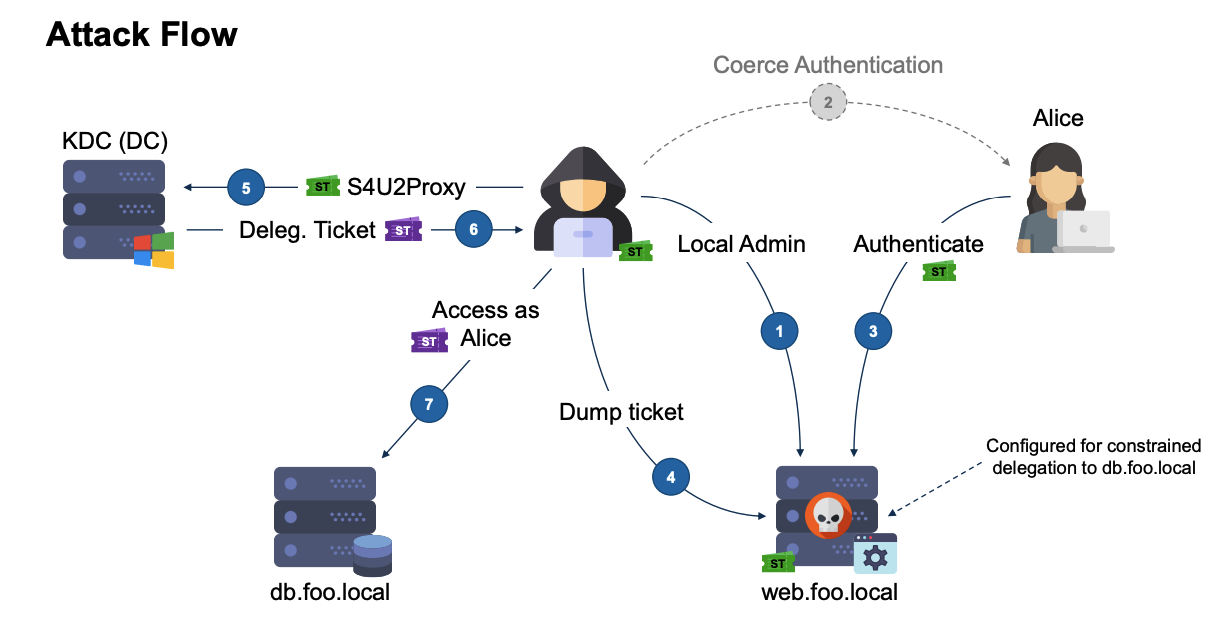 Attack Flow
Coerce Authentication
2
Alice
KDC (DC)
5
ST
S4U2Proxy
Deleg. Ticket
ST
6
ST
Local Admin
Authenticate
ST
Access as
ST
Alice
1
3
7
Dump ticket
4
Configured for constrained
delegation to db.foo.local
ST
db.foo.local
web.foo.local